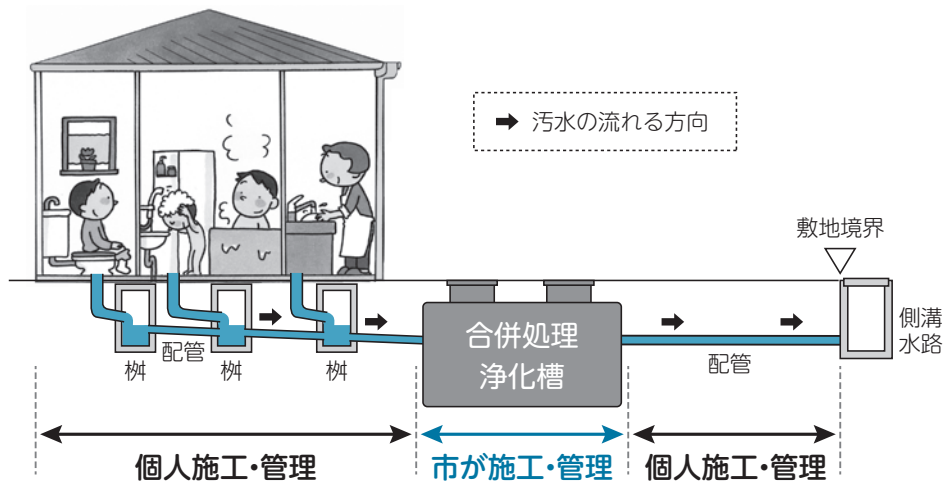 汚水の流れる方向
敷地境界
側溝
水路
合併処理
浄化槽
配管
配管
桝
桝
桝
個人施工・管理
市が施工・管理
個人施工・管理